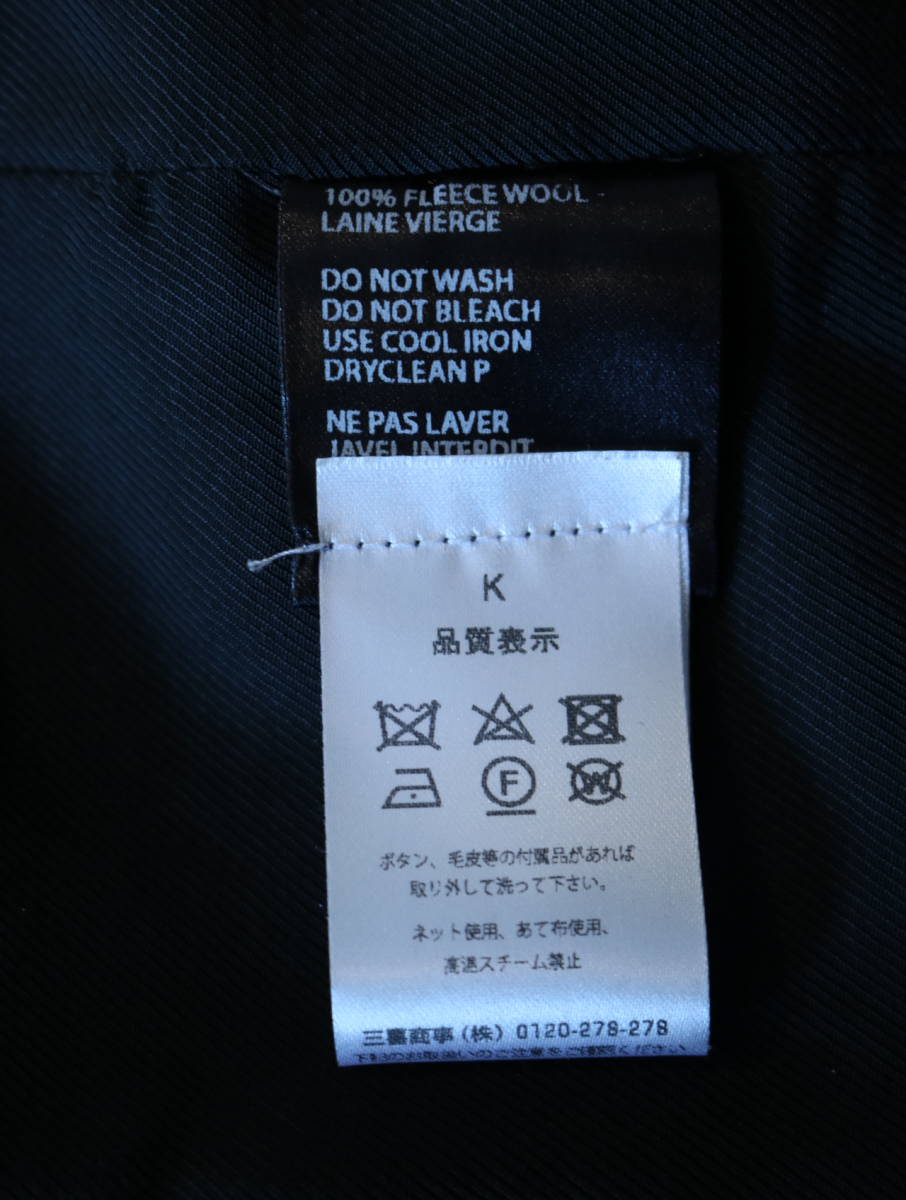 100% FLEECE WOOL -
LAINE VIERGE
DO NOT WASH
DO NOT BLEACH
USE COOL IRON
DRYCLEAN P
NE PAS LAVER
JAVEL INTERDIT
K
品質表示
F
W
ボタン、毛皮等の付属品があれば
取り外して洗って下さい。
ネット使用、あて布使用、
高温スチーム禁止
三喜商事(株) 0120-278-278